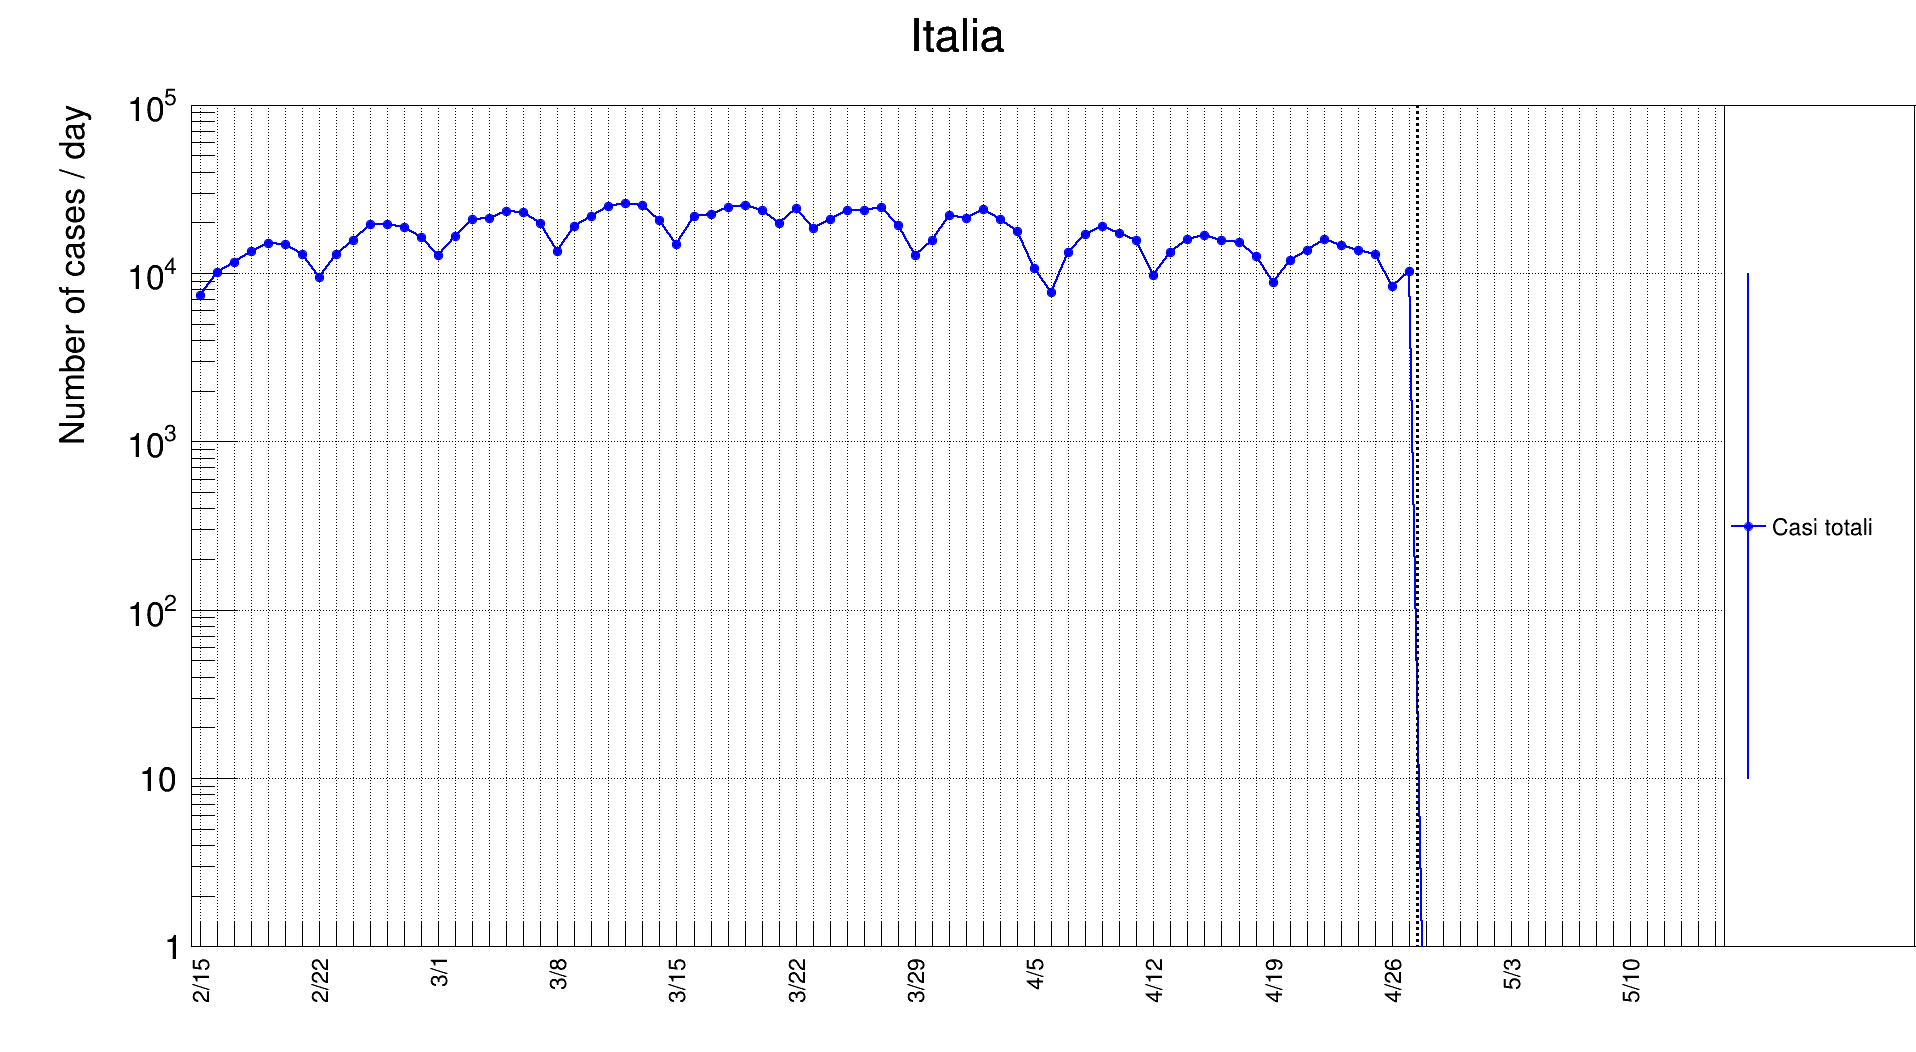 Italia
Number of cases / day
10^5
10^4
10^3
10^2
10
1
2/15 2/22 3/1 3/8 3/15 3/22 3/29 4/5 4/12 4/19 4/26 5/3 5/10
Casi totali